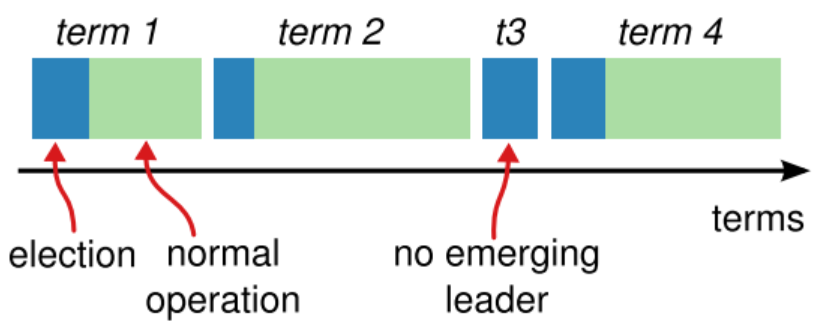 term 1 term 2 t3 term 4
terms
election normal no emerging
operation leader